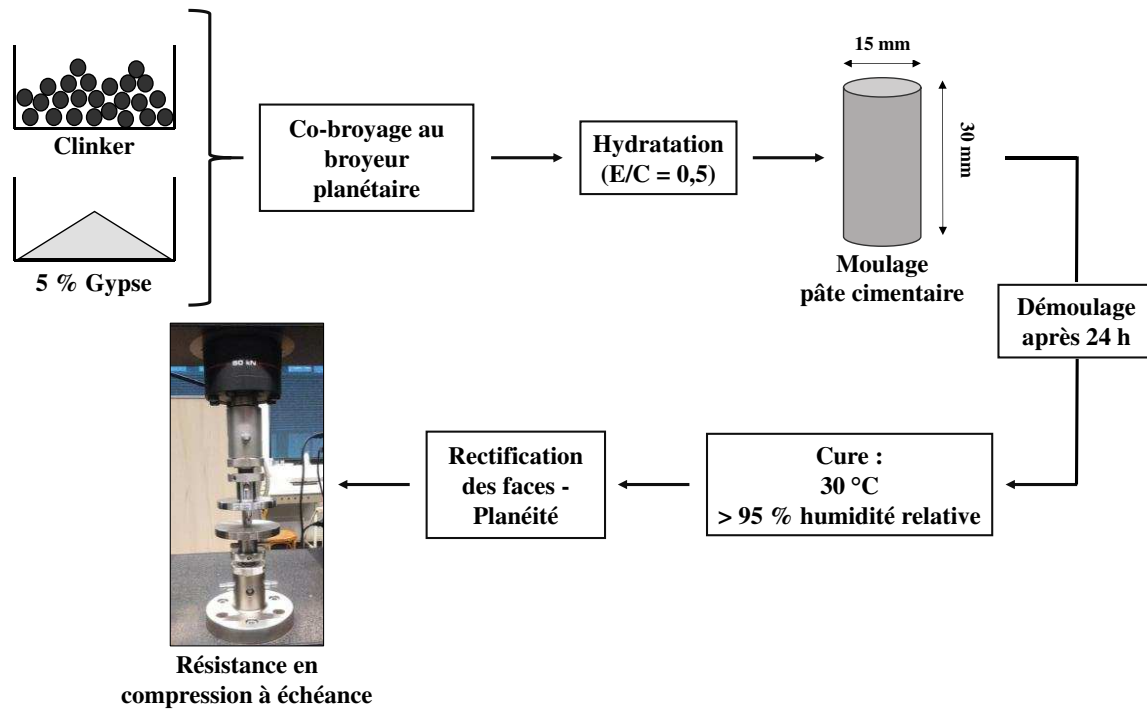 Clinker
5 % Gypse
Co-broyage au
broyeur
planétaire
Hydratation
(E/C = 0,5)
15 mm
30 mm
Moulage
pâte cimentaire
Démoulage
après 24 h
Cure :
30 °C
> 95 % humidité relative
Rectification
des faces -
Planéité
50 kN
Résistance en
compression à échéance